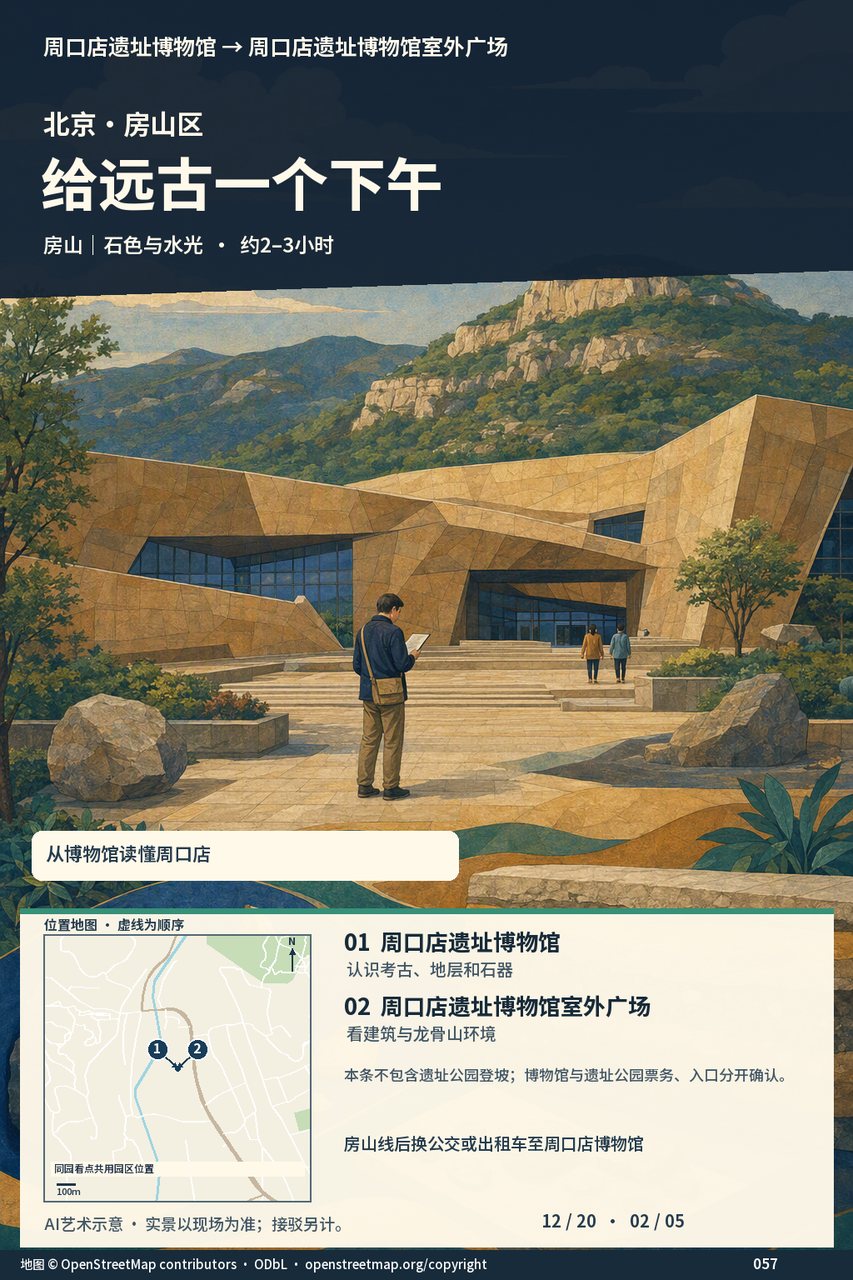 周口店遗址博物馆 → 周口店遗址博物馆室外广场
北京·房山区
给远古一个下午
房山｜石色与水光 · 约2–3小时
从博物馆读懂周口店
位置地图 · 虚线为顺序
N
1 2
同园看点共用园区位置
100m
01 周口店遗址博物馆
认识考古、地层和石器
02 周口店遗址博物馆室外广场
看建筑与龙骨山环境
本条不包含遗址公园登坡；博物馆与遗址公园票务、入口分开确认。
房山线后换公交或出租车至周口店博物馆
AI艺术示意 · 实景以现场为准；接驳另计。
12 / 20 · 02 / 05
地图 © OpenStreetMap contributors · ODbL · openstreetmap.org/copyright
057